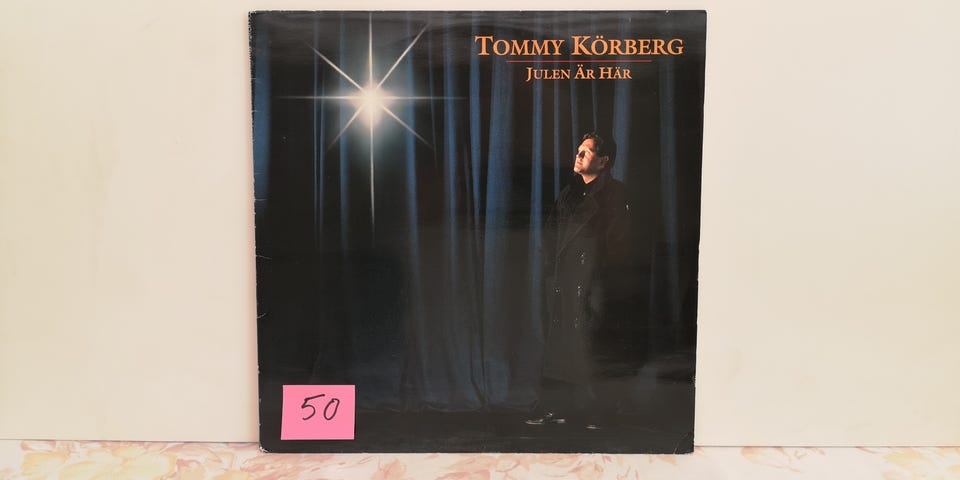 TOMMY KÖRBERG
JULEN ÄR HÄR
50